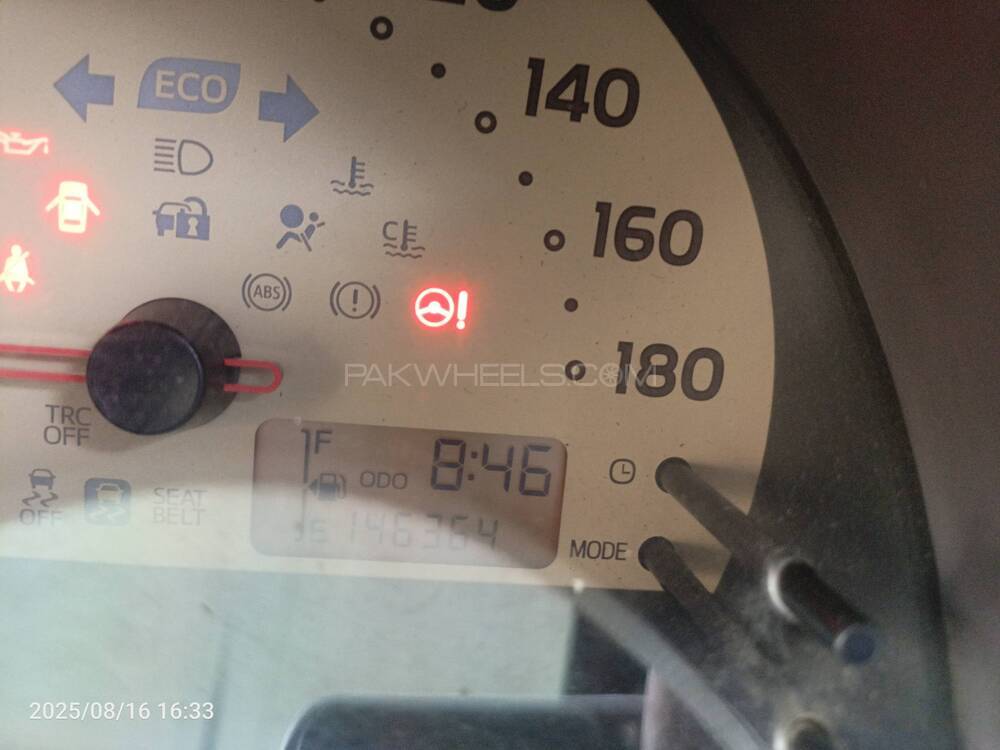 140
ECO
160
C
ABS
PAKWHEELS.COM
180
TRC
OFF
F
ODO
8:46
OFF
SEAT
BELT
146364
MODE
2025/08/16 16:33